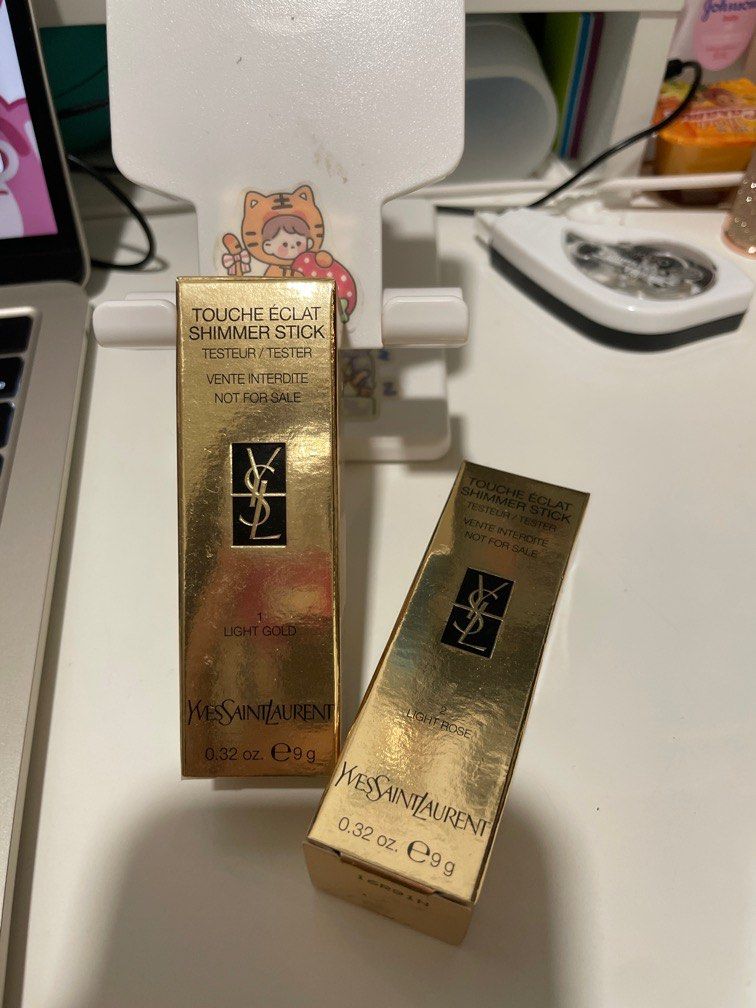 TOUCHE ÉCLAT
SHIMMER STICK
TESTEUR / TESTER
VENTE INTERDITE
NOT FOR SALE
YSL
1
LIGHT GOLD
YVESSAINTLAURENT
0.32 oz. ℮ 9 g
TOUCHE ÉCLAT
SHIMMER STICK
TESTEUR / TESTER
VENTE INTERDITE
NOT FOR SALE
YSL
2
LIGHT ROSE
YVESSAINTLAURENT
0.32 oz. ℮ 9 g
Johnson's
baby